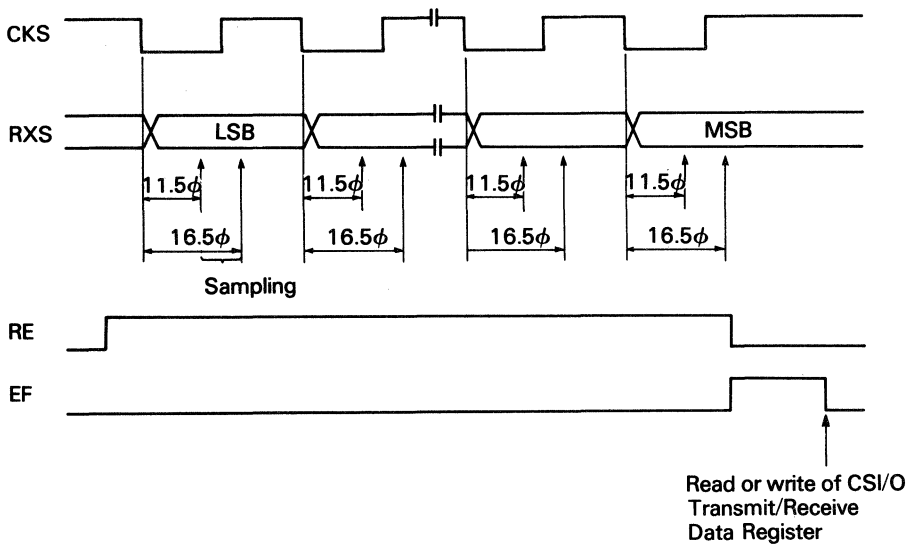 CKS
RXS
LSB
MSB
11.5ϕ
11.5ϕ
11.5ϕ
11.5ϕ
16.5ϕ
16.5ϕ
16.5ϕ
16.5ϕ
Sampling
RE
EF
Read or write of CSI/O
Transmit/Receive
Data Register